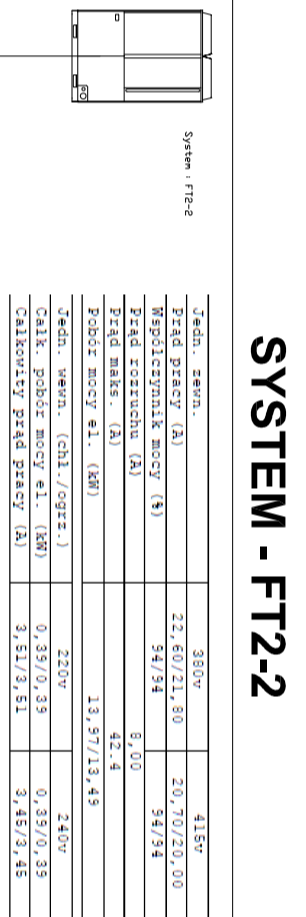 SYSTEM - FT2-2
System : FT2-2
Jedn. zewn. 380v 415v
Prąd pracy (A) 22,60/21,80 20,70/20,00
Współczynnik mocy (%) 94/94 94/94
Prąd rozruchu (A) 8,00
Prąd maks. (A) 42.4
Pobór mocy el. (kW) 13,97/13,49
Jedn. wewn. (chł./ogrz.) 220v 240v
Całk. pobór mocy el. (kW) 0,39/0,39 0,39/0,39
Całkowity prąd pracy (A) 3,51/3,51 3,45/3,45